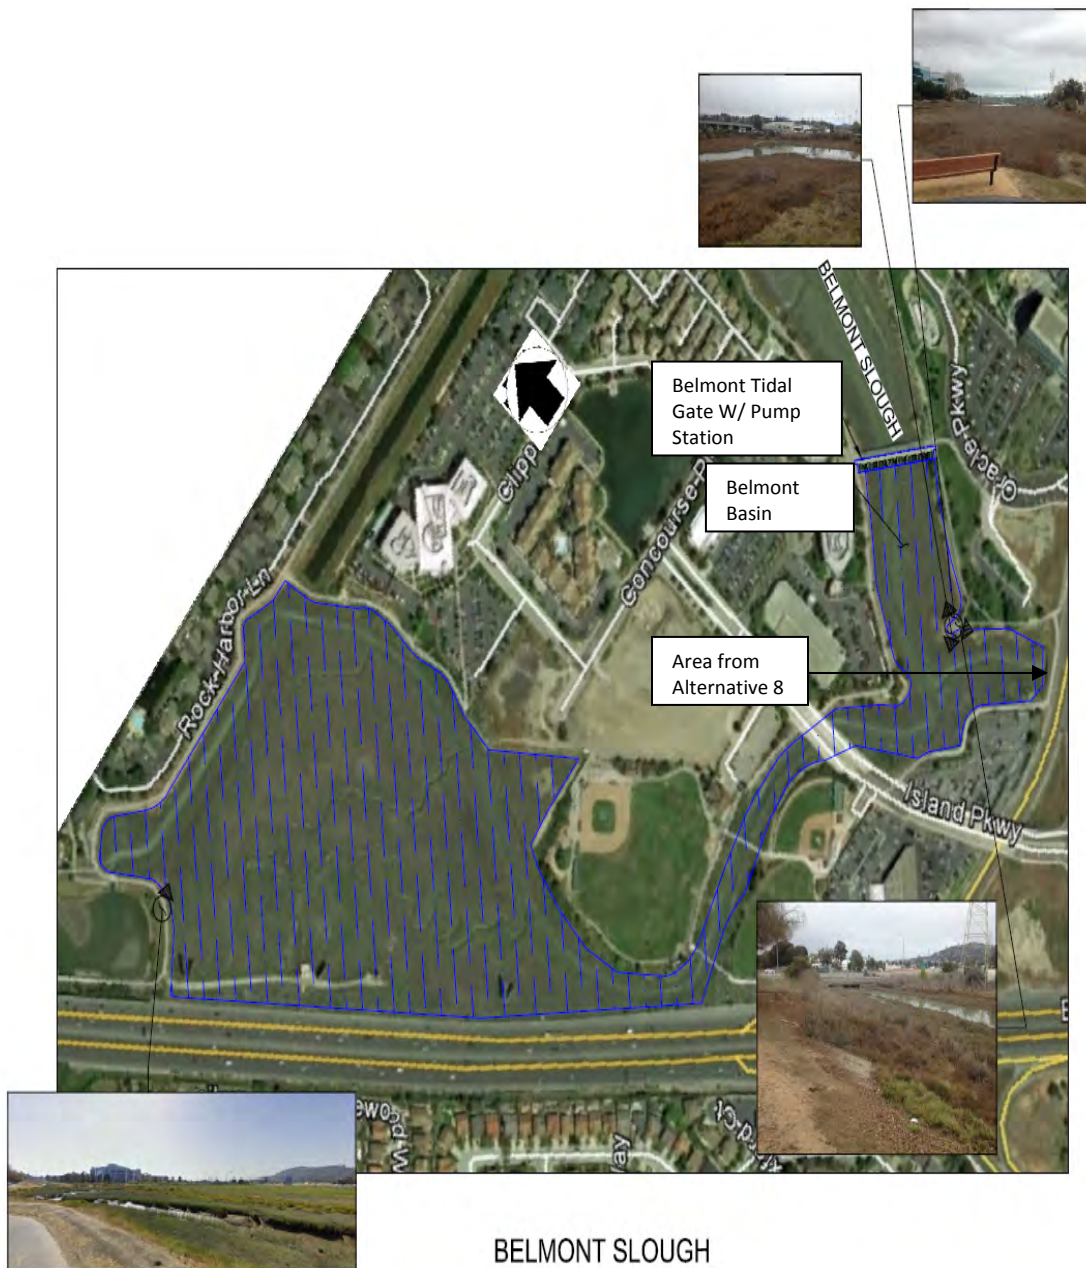 BELMONT SLOUGH
Belmont Tidal
Gate W/ Pump
Station
Belmont
Basin
Oracle-Pkwy
Clipp
Concourse-P
Rock-Harbor-Ln
Area from
Alternative 8
Island Pkwy
BELMONT SLOUGH